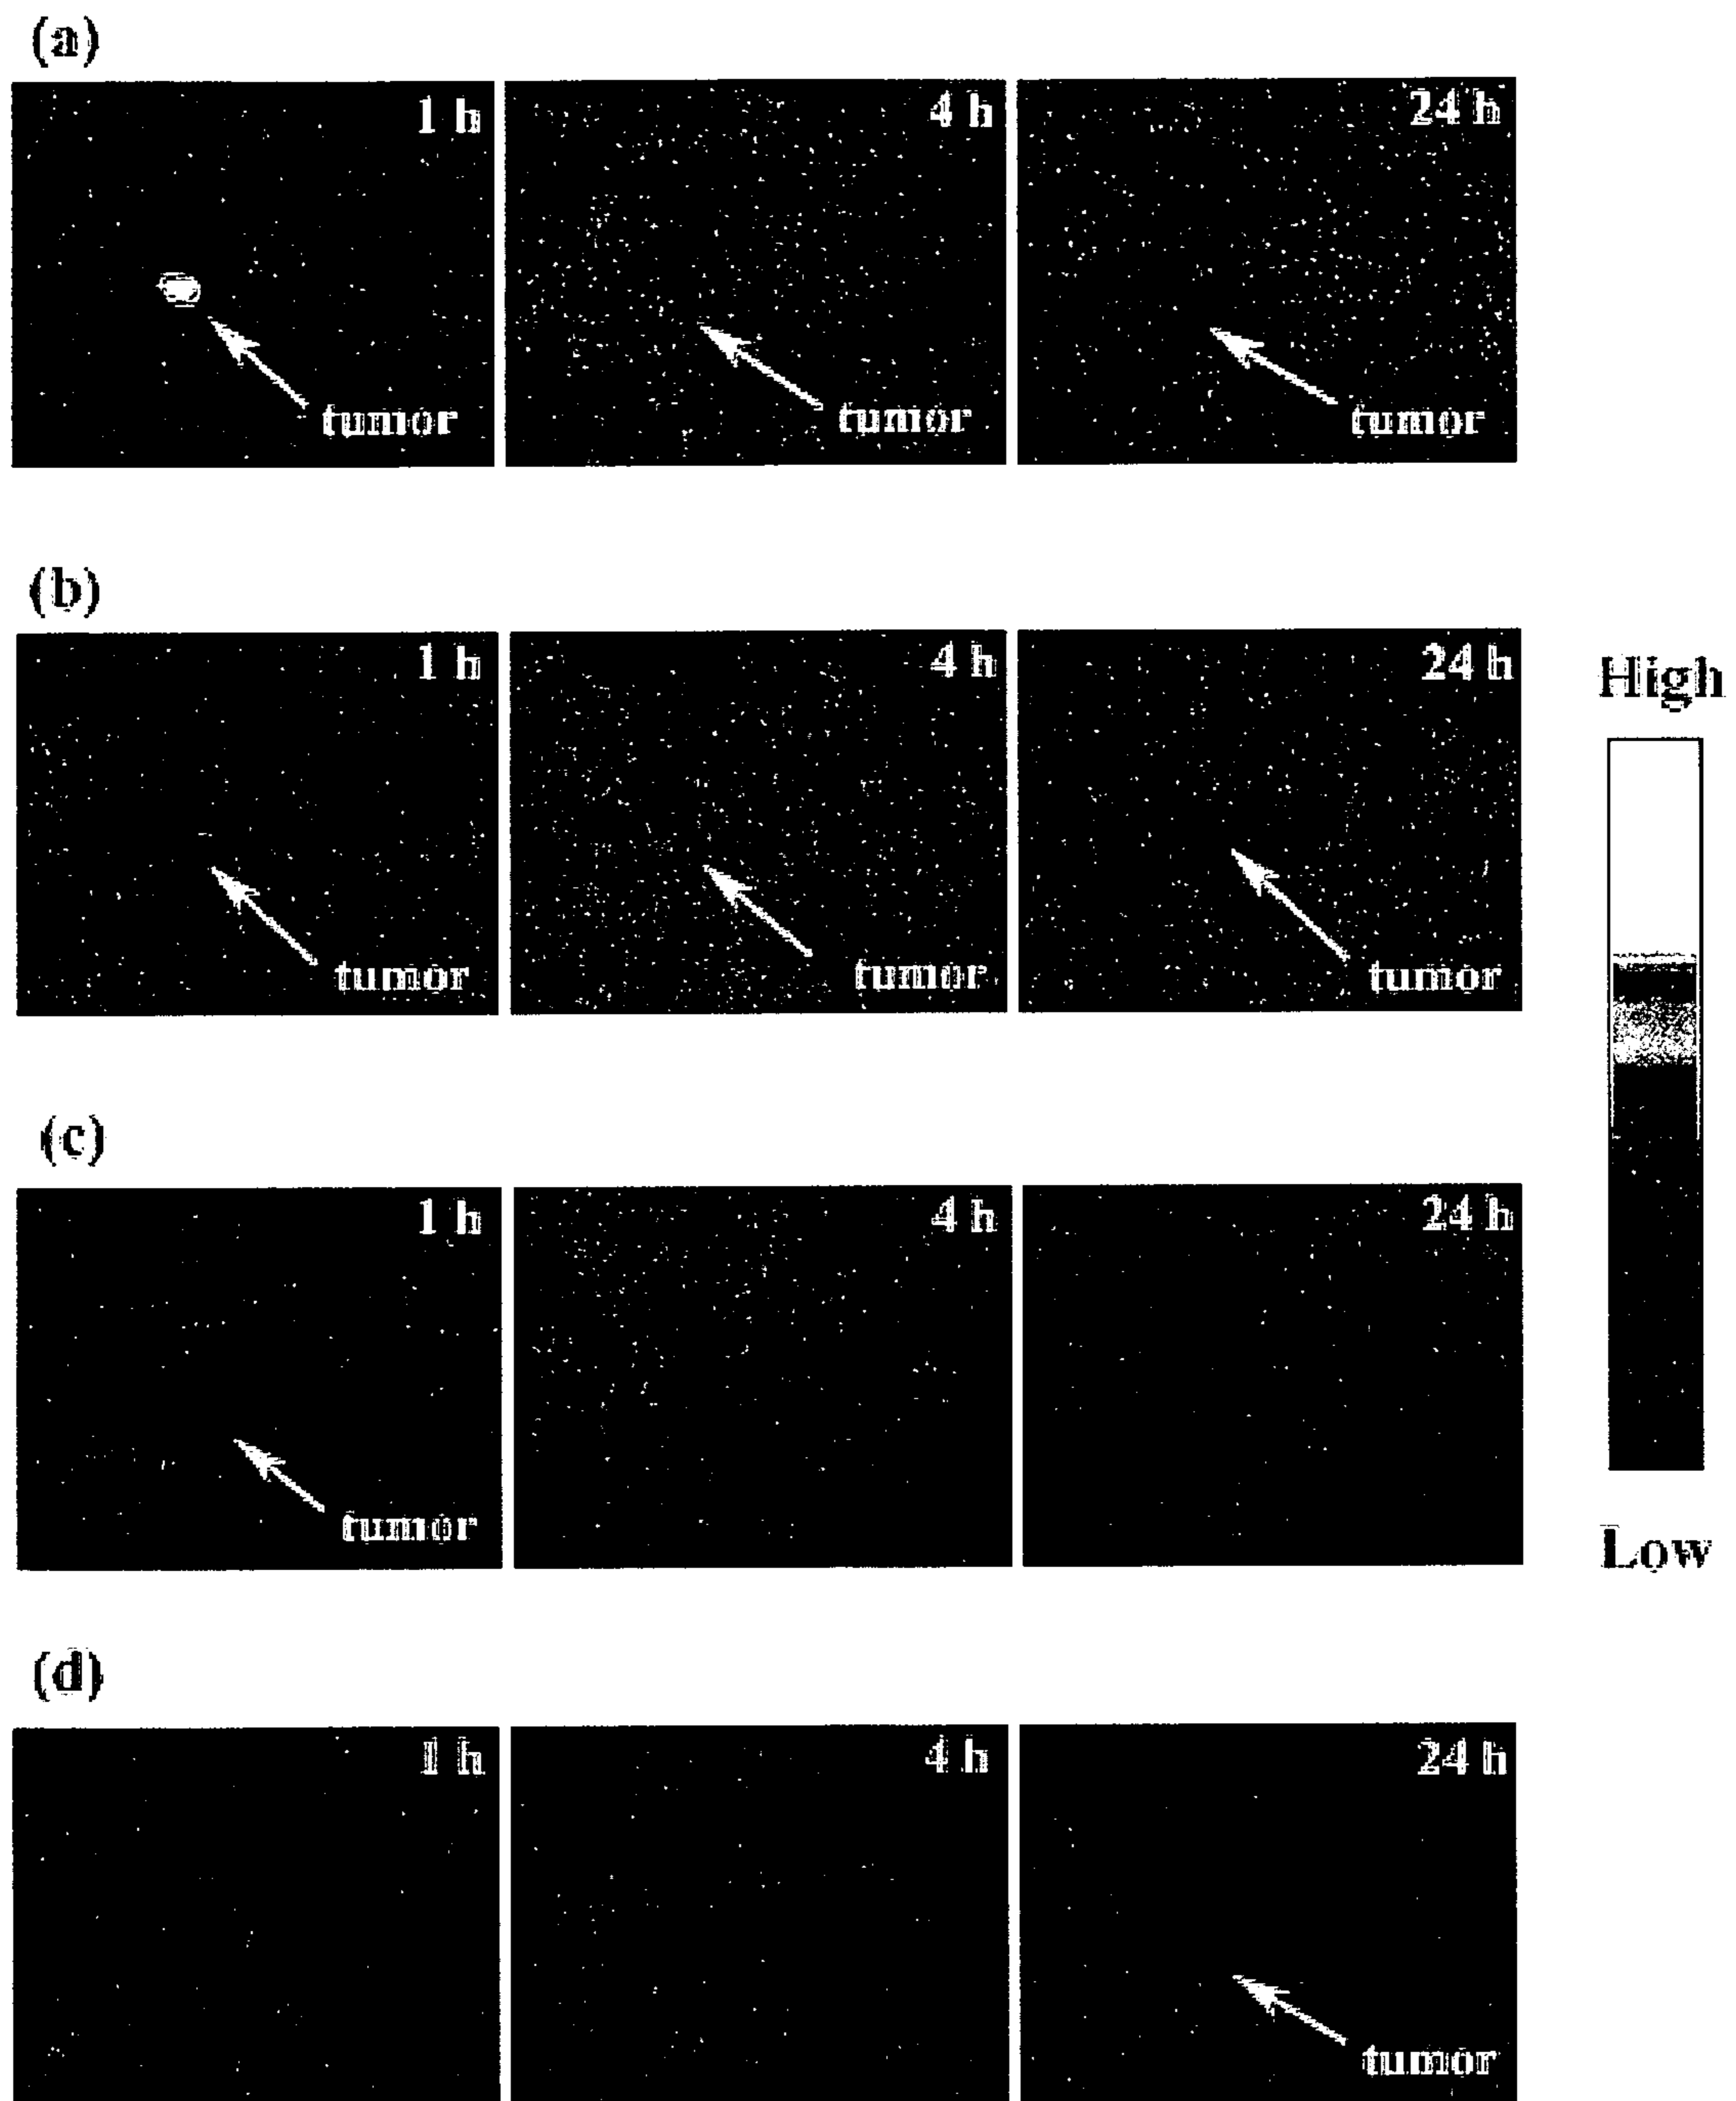 (a)
1 h 4 h 24 h
tumor tumor tumor
(b)
1 h 4 h 24 h
tumor tumor tumor
High
(c)
1 h 4 h 24 h
tumor
Low
(d)
1 h 4 h 24 h
tumor